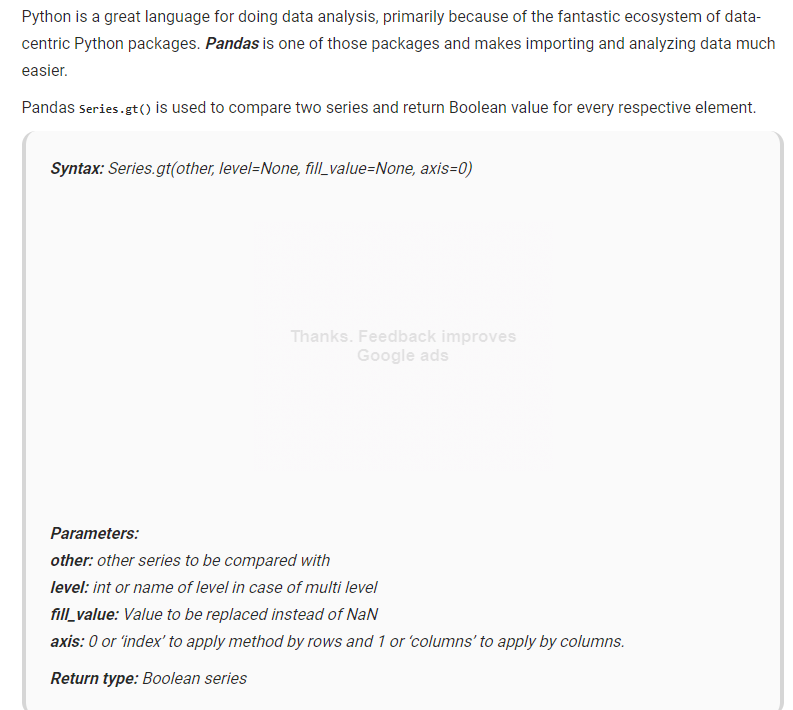 Python is a great language for doing data analysis, primarily because of the fantastic ecosystem of data-
centric Python packages. Pandas is one of those packages and makes importing and analyzing data much
easier.
Pandas Series.gt() is used to compare two series and return Boolean value for every respective element.
Syntax: Series.gt(other, level=None, fill_value=None, axis=0)
Thanks. Feedback improves
Google ads
Parameters:
other: other series to be compared with
level: int or name of level in case of multi level
fill_value: Value to be replaced instead of NaN
axis: 0 or ‘index’ to apply method by rows and 1 or ‘columns’ to apply by columns.
Return type: Boolean series